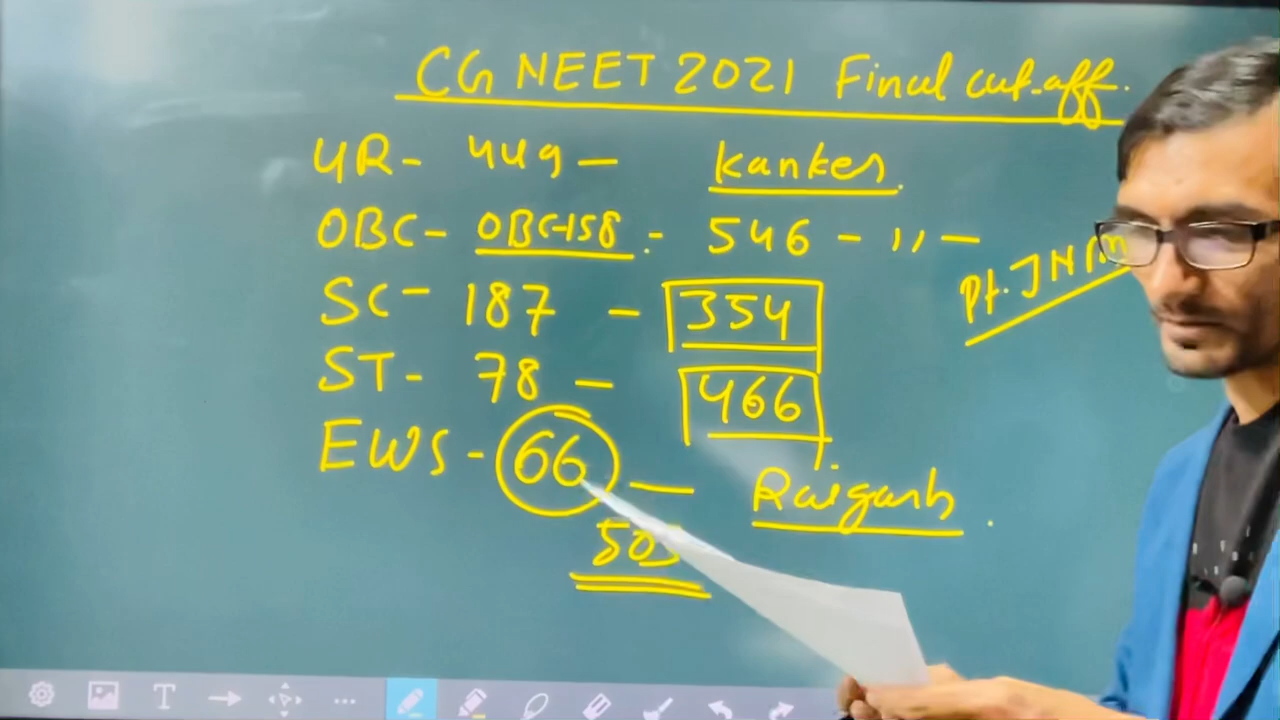 CG NEET 2021 Final cut-off.
UR - 449 - Kanker.
OBC - OBC-158 - 546 - ,, -
SC - 187 - 354
Pt. JNM
ST - 78 - 466
EWS - 66 - Raigarh.
T